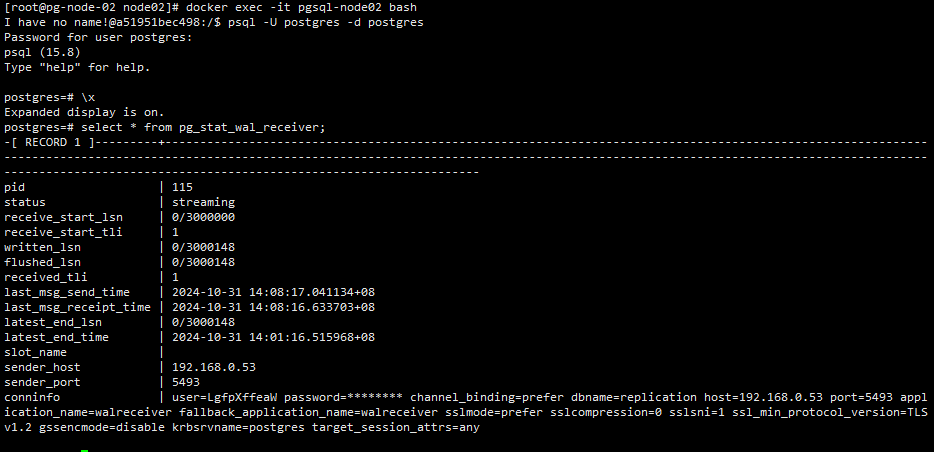 [root@pg-node-02 node02]# docker exec -it pgsql-node02 bash
I have no name!@a51951bec498:/$ psql -U postgres -d postgres
Password for user postgres:
psql (15.8)
Type "help" for help.

postgres=# \x
Expanded display is on.
postgres=# select * from pg_stat_wal_receiver;
-[ RECORD 1 ]---------+--------------------------------------------------------------------------------------------------------------
--------------------------------------------------------------------------------------------------------------------------------------
--------------------------------------------------------------------
pid                   | 115
status                | streaming
receive_start_lsn     | 0/3000000
receive_start_tli     | 1
written_lsn           | 0/3000148
flushed_lsn           | 0/3000148
received_tli          | 1
last_msg_send_time    | 2024-10-31 14:08:17.041134+08
last_msg_receipt_time | 2024-10-31 14:08:16.633703+08
latest_end_lsn        | 0/3000148
latest_end_time       | 2024-10-31 14:01:16.515968+08
slot_name             |
sender_host           | 192.168.0.53
sender_port           | 5493
conninfo              | user=LgfpXffeaW password=******** channel_binding=prefer dbname=replication host=192.168.0.53 port=5493 appl
ication_name=walreceiver fallback_application_name=walreceiver sslmode=prefer sslcompression=0 sslsni=1 ssl_min_protocol_version=TLS
v1.2 gssencmode=disable krbsrvname=postgres target_session_attrs=any